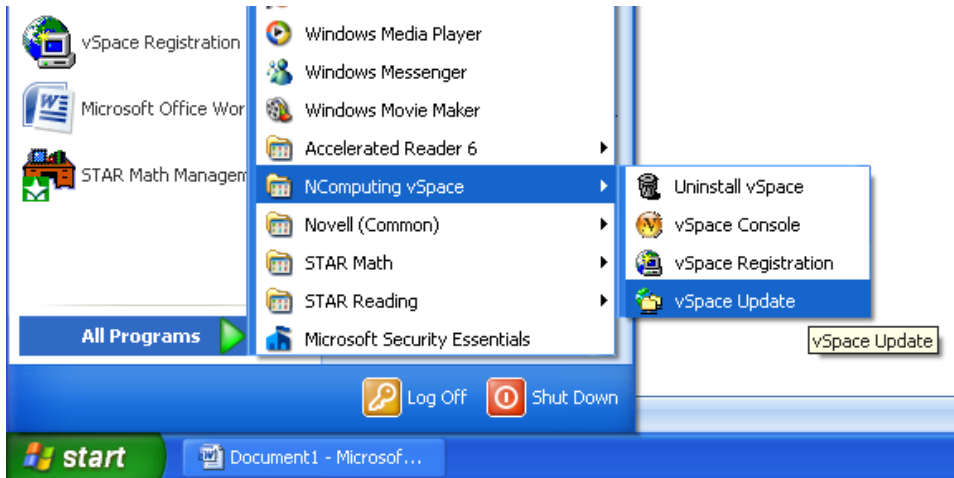 vSpace Registration
Microsoft Office Wor
STAR Math Managem
All Programs
Windows Media Player
Windows Messenger
Windows Movie Maker
Accelerated Reader 6
NComputing vSpace
Novell (Common)
STAR Math
STAR Reading
Microsoft Security Essentials
Uninstall vSpace
vSpace Console
vSpace Registration
vSpace Update
vSpace Update
Log Off
Shut Down
start
Document1 - Microsof...